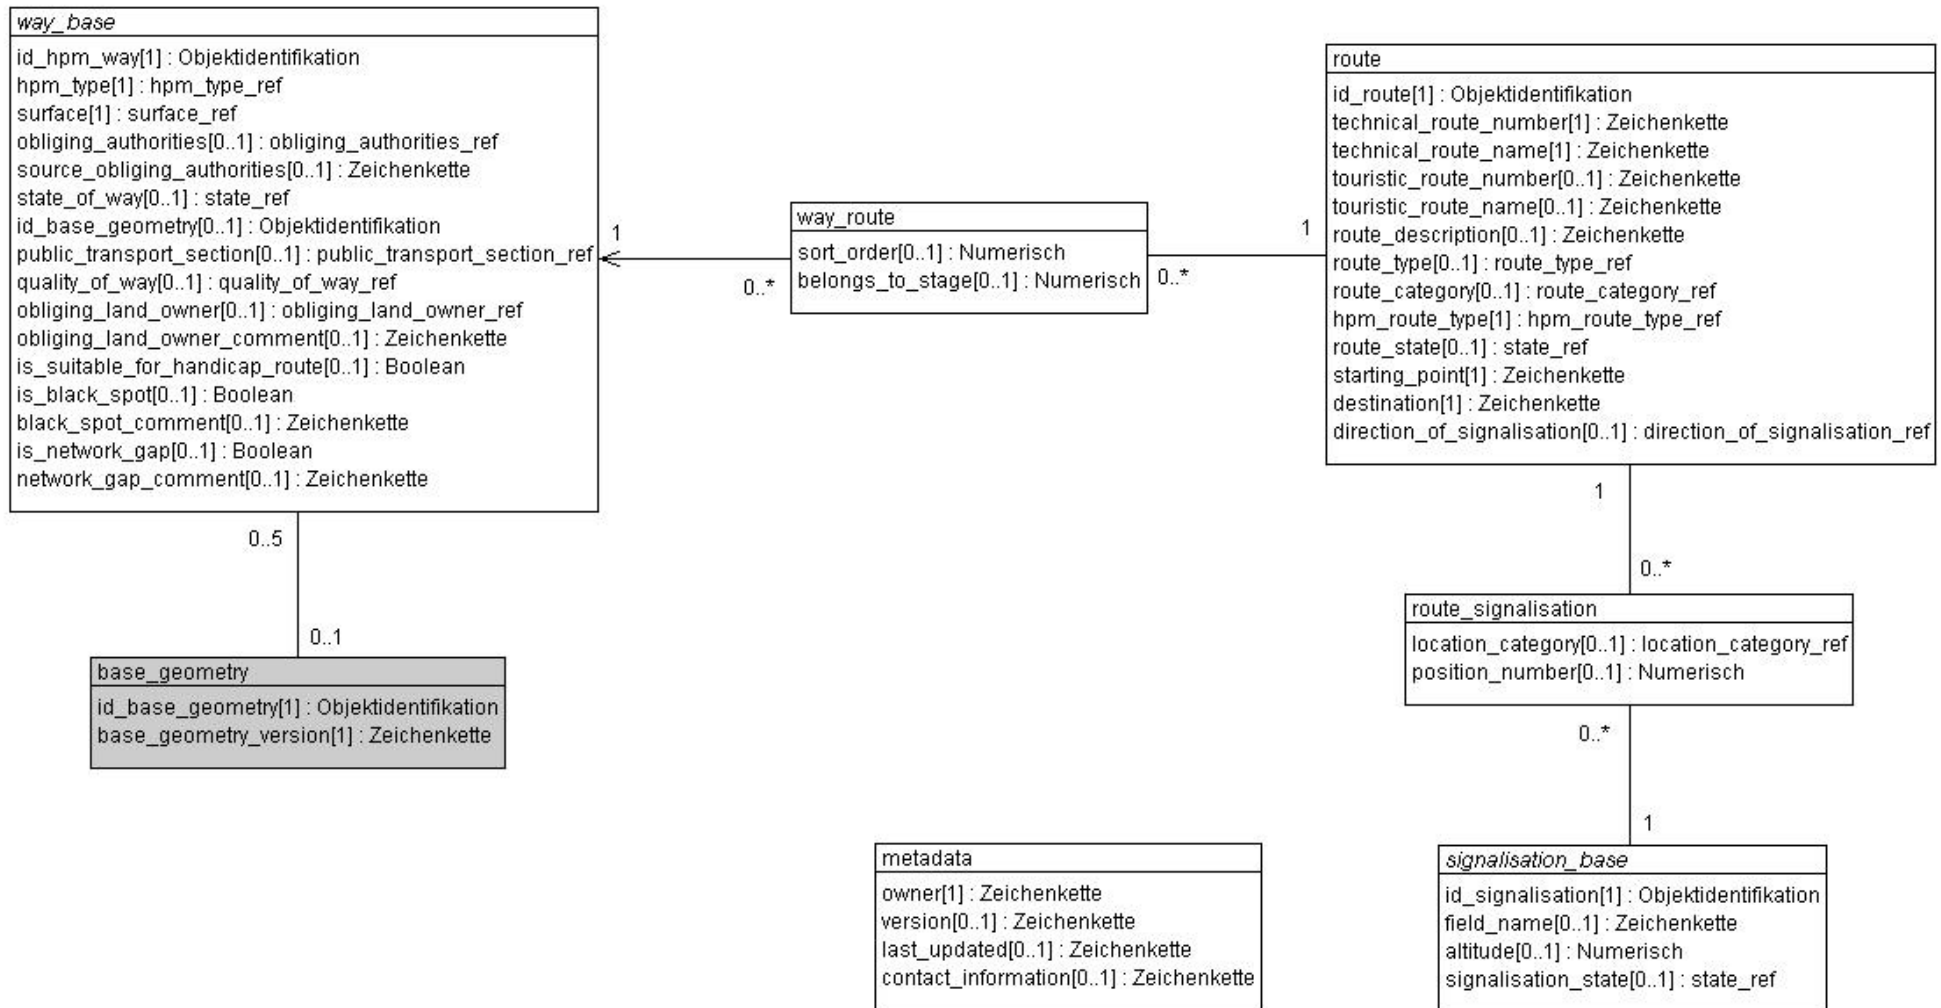 way_base
id_hpm_way[1] : Objektidentifikation
hpm_type[1] : hpm_type_ref
surface[1] : surface_ref
obliging_authorities[0..1] : obliging_authorities_ref
source_obliging_authorities[0..1] : Zeichenkette
state_of_way[0..1] : state_ref
id_base_geometry[0..1] : Objektidentifikation
public_transport_section[0..1] : public_transport_section_ref
quality_of_way[0..1] : quality_of_way_ref
obliging_land_owner[0..1] : obliging_land_owner_ref
obliging_land_owner_comment[0..1] : Zeichenkette
is_suitable_for_handicap_route[0..1] : Boolean
is_black_spot[0..1] : Boolean
black_spot_comment[0..1] : Zeichenkette
is_network_gap[0..1] : Boolean
network_gap_comment[0..1] : Zeichenkette
1
0..*
way_route
sort_order[0..1] : Numerisch
belongs_to_stage[0..1] : Numerisch
0..*
1
route
id_route[1] : Objektidentifikation
technical_route_number[1] : Zeichenkette
technical_route_name[1] : Zeichenkette
touristic_route_number[0..1] : Zeichenkette
touristic_route_name[0..1] : Zeichenkette
route_description[0..1] : Zeichenkette
route_type[0..1] : route_type_ref
route_category[0..1] : route_category_ref
hpm_route_type[1] : hpm_route_type_ref
route_state[0..1] : state_ref
starting_point[1] : Zeichenkette
destination[1] : Zeichenkette
direction_of_signalisation[0..1] : direction_of_signalisation_ref
0..5
0..1
base_geometry
id_base_geometry[1] : Objektidentifikation
base_geometry_version[1] : Zeichenkette
1
0..*
route_signalisation
location_category[0..1] : location_category_ref
position_number[0..1] : Numerisch
0..*
1
metadata
owner[1] : Zeichenkette
version[0..1] : Zeichenkette
last_updated[0..1] : Zeichenkette
contact_information[0..1] : Zeichenkette
signalisation_base
id_signalisation[1] : Objektidentifikation
field_name[0..1] : Zeichenkette
altitude[0..1] : Numerisch
signalisation_state[0..1] : state_ref